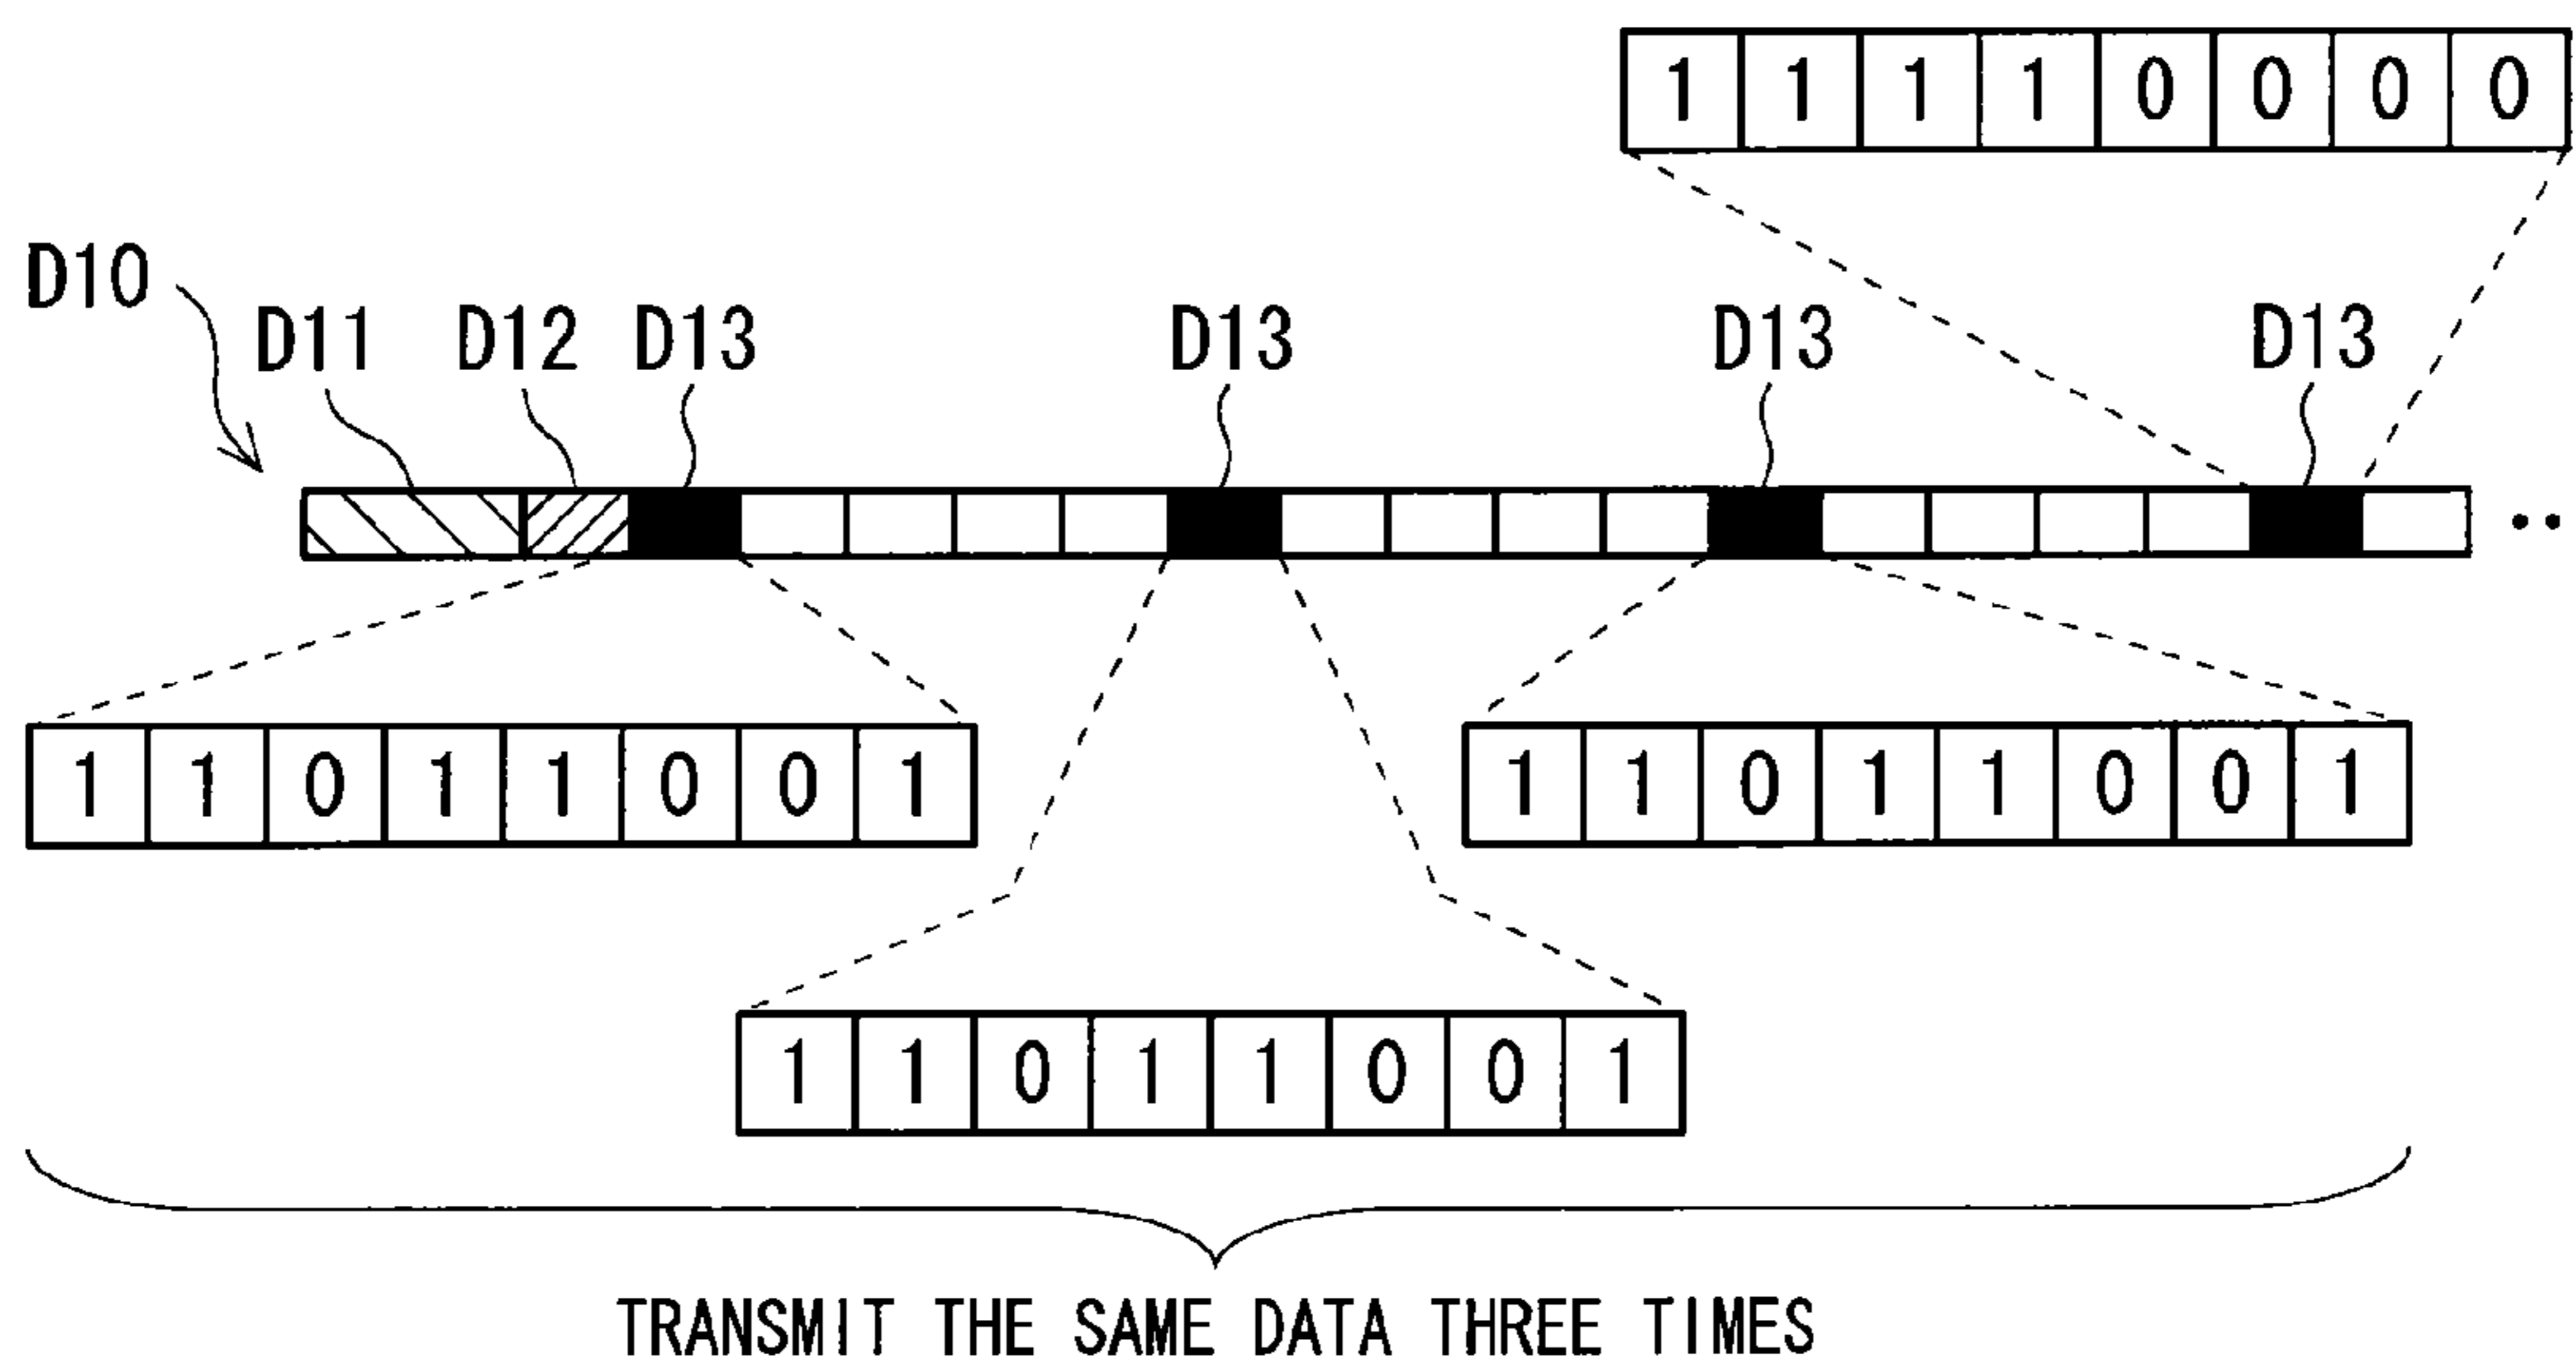 1 1 1 1 0 0 0 0
D10
D11 D12 D13 D13 D13 D13
1 1 0 1 1 0 0 1 1 1 0 1 1 0 0 1
1 1 0 1 1 0 0 1
TRANSMIT THE SAME DATA THREE TIMES